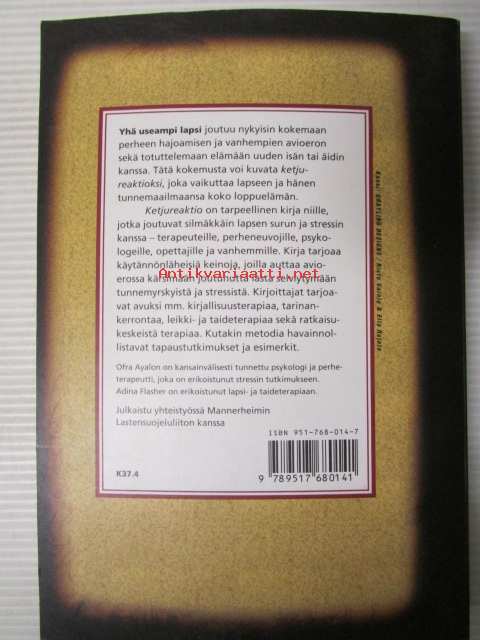 Yhä useampi lapsi joutuu nykyisin kokemaan
perheen hajoamisen ja vanhempien avioeron
sekä totuttelemaan elämään uuden isän tai äidin
kanssa. Tätä kokemusta voi kuvata ketju-
reaktioksi, joka vaikuttaa lapseen ja hänen
tunnemaailmaansa koko loppuelämän.
Ketjureaktio on tarpeellinen kirja niille,
jotka joutuvat silmäkkäin lapsen surun ja stressin
kanssa – terapeuteille, perheneuvojille, psyko-
logeille, opettajille ja vanhemmille. Kirja tarjoaa
käytännönläheisiä keinoja, joilla auttaa avio-
erossa kärsimään joutunutta lasta selviytymään
tunnemyrskyistä ja stressistä. Kirjoittajat tarjoa-
vat avuksi mm. kirjallisuusterapiaa, tarinan-
kerrontaa, leikki- ja taideterapiaa sekä ratkaisu-
keskeistä terapiaa. Kutakin metodia havainnol-
listavat tapaustutkimukset ja esimerkit.
Ofra Ayalon on kansainvälisesti tunnettu psykologi ja perhe-
terapeutti, joka on erikoistunut stressin tutkimukseen.
Adina Flasher on erikoistunut lapsi- ja taideterapiaan.
Julkaistu yhteistyössä Mannerheimin
Lastensuojeluliiton kanssa
ISBN 951-768-014-7
K37.4
9 789517 680141
Antikvariaatti.net